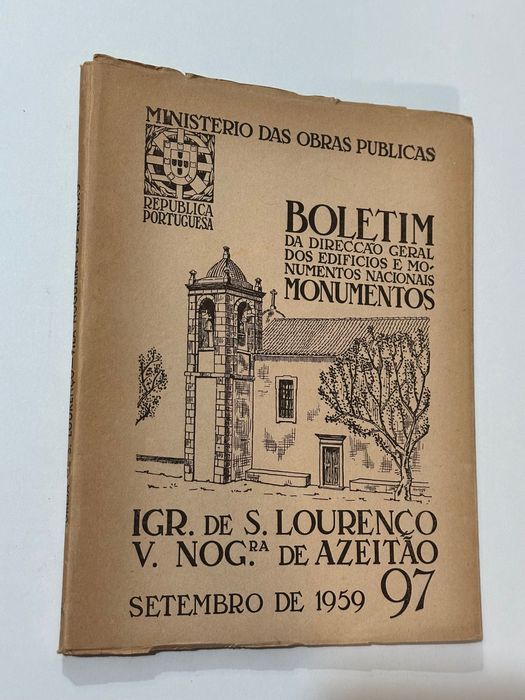 MINISTERIO DAS OBRAS PUBLICAS
REPUBLICA
PORTUGUESA
BOLETIM
DA DIRECCÃO GERAL
DOS EDIFICIOS E MO-
NUMENTOS NACIONAIS
MONUMENTOS
IGR. DE S. LOURENÇO
V. NOG.RA DE AZEITÃO
SETEMBRO DE 1959 97